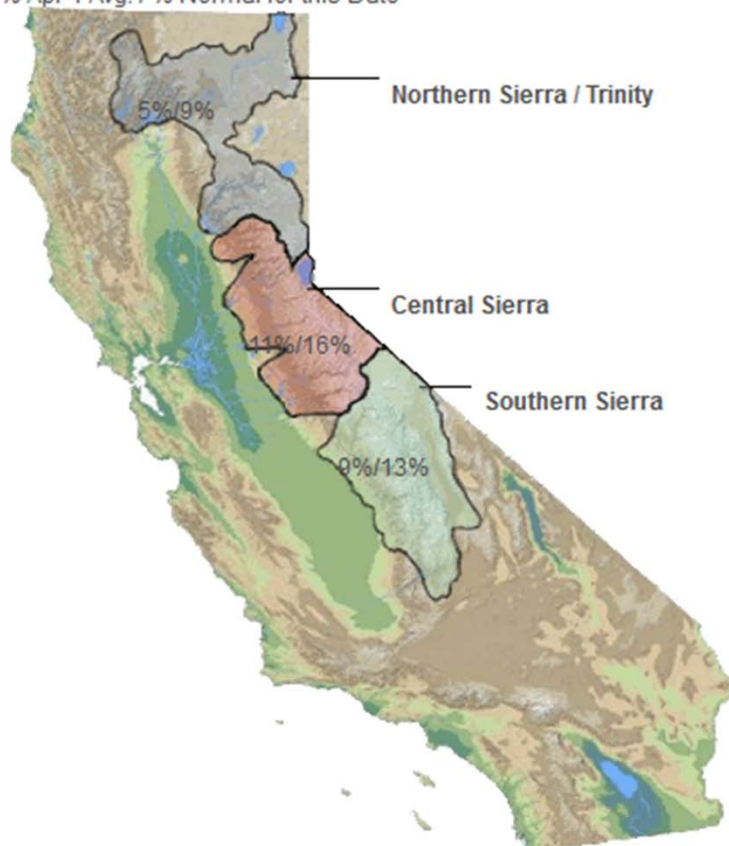 % Apr 1 Avg. / % Normal for this Date
Northern Sierra / Trinity
5%/9%
Central Sierra
11%/16%
Southern Sierra
9%/13%